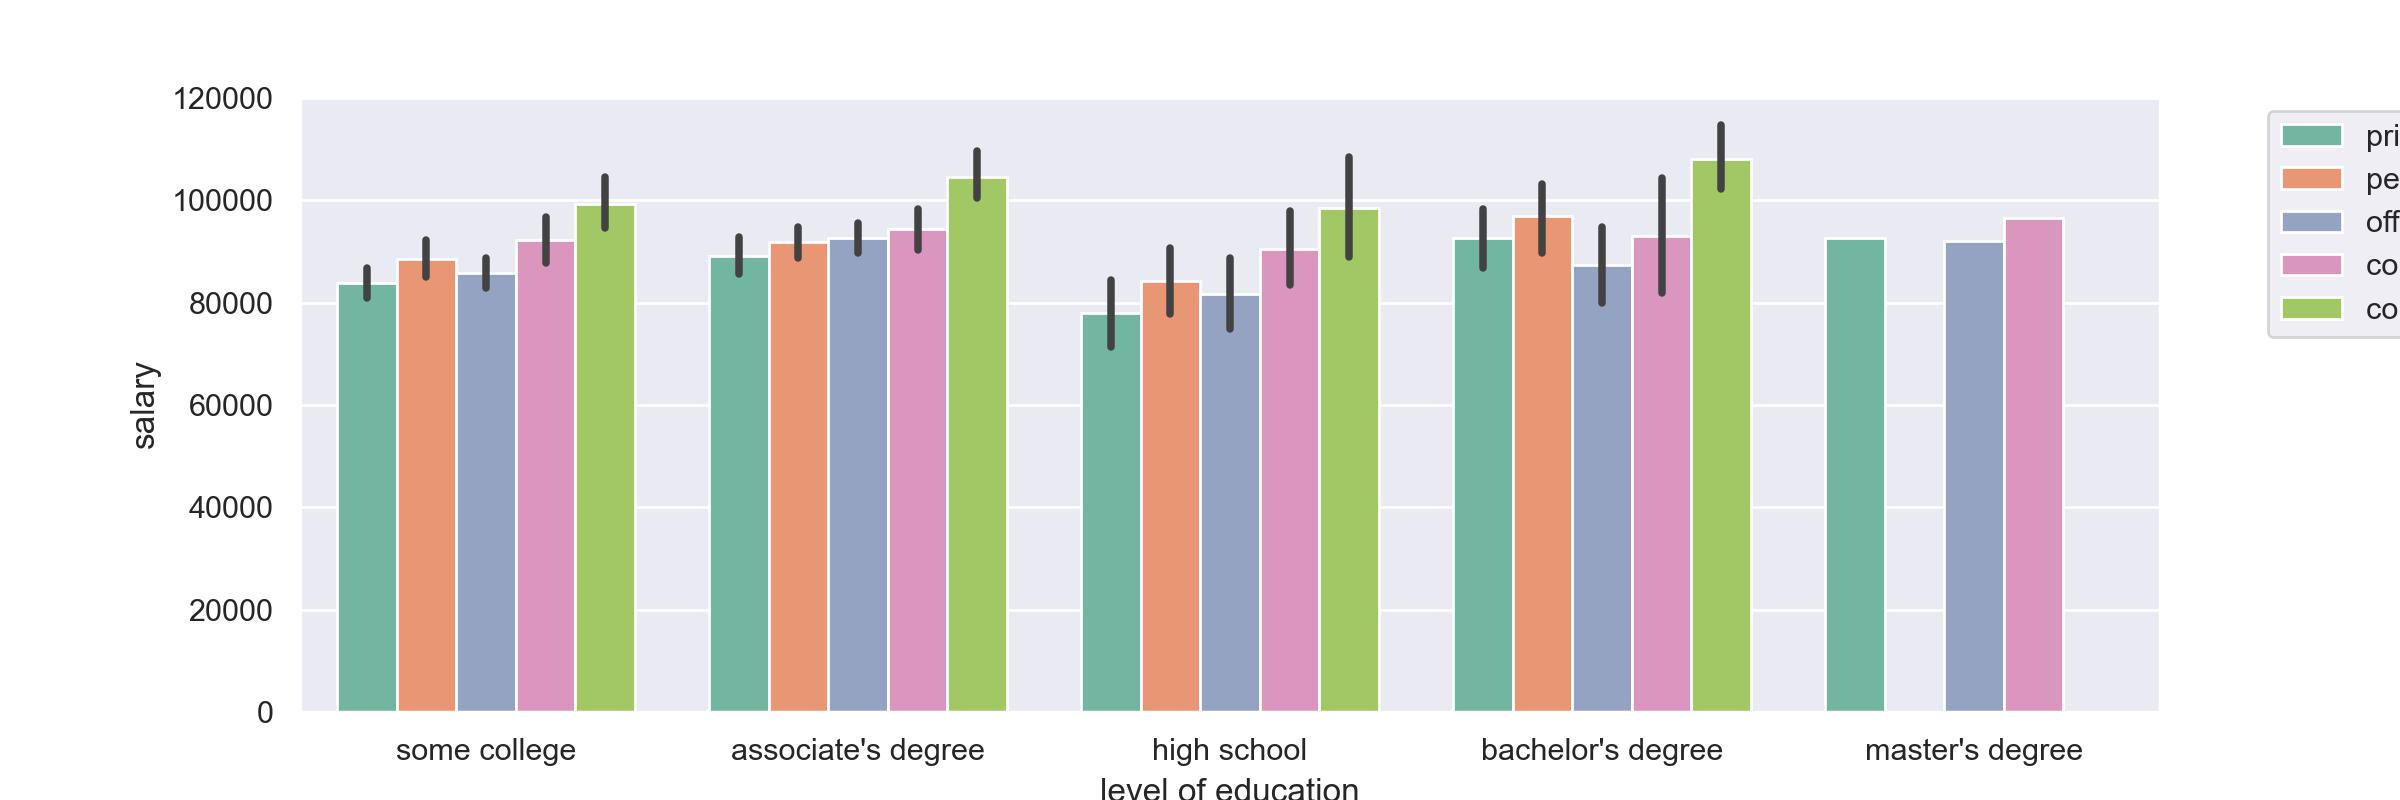 120000
100000
80000
60000
40000
20000
0
salary
some college associate's degree high school bachelor's degree master's degree
level of education
pri
pe
off
co
co